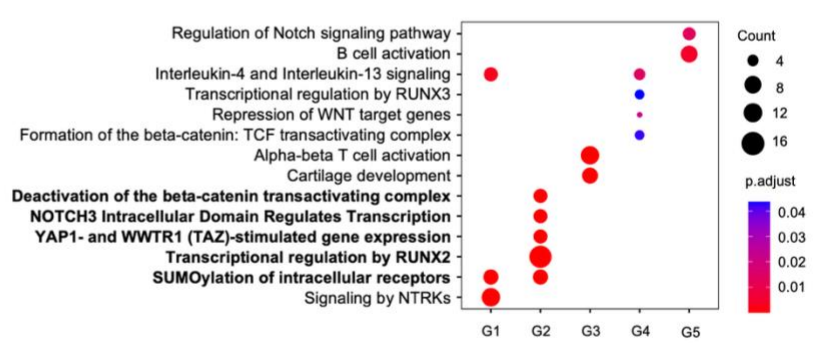 Regulation of Notch signaling pathway
B cell activation
Interleukin-4 and Interleukin-13 signaling
Transcriptional regulation by RUNX3
Repression of WNT target genes
Formation of the beta-catenin: TCF transactivating complex
Alpha-beta T cell activation
Cartilage development
Deactivation of the beta-catenin transactivating complex
NOTCH3 Intracellular Domain Regulates Transcription
YAP1- and WWTR1 (TAZ)-stimulated gene expression
Transcriptional regulation by RUNX2
SUMOylation of intracellular receptors
Signaling by NTRKs
G1 G2 G3 G4 G5
Count
4
8
12
16
p.adjust
0.04
0.03
0.02
0.01